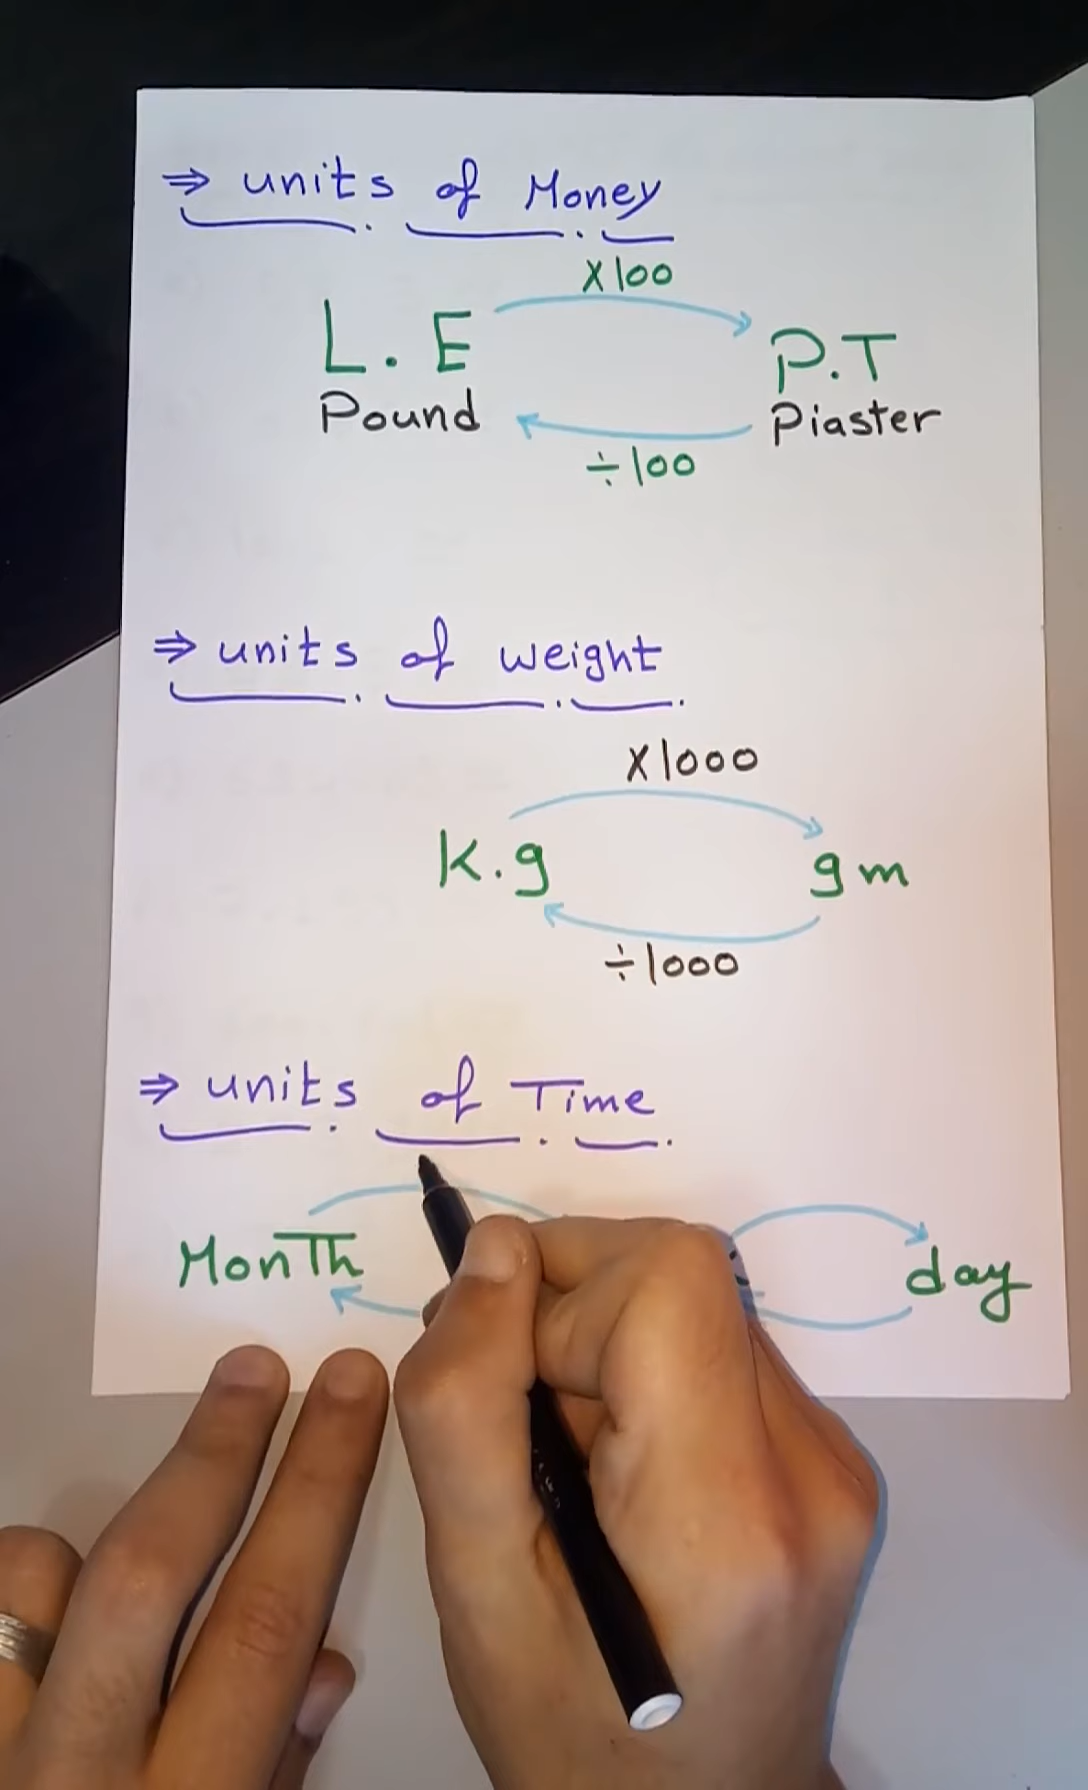 ⇒ units of Money
X100
L.E
P.T
Pound
Piaster
÷100
⇒ units of weight
X1000
K.g
gm
÷1000
⇒ units of Time
Month
day